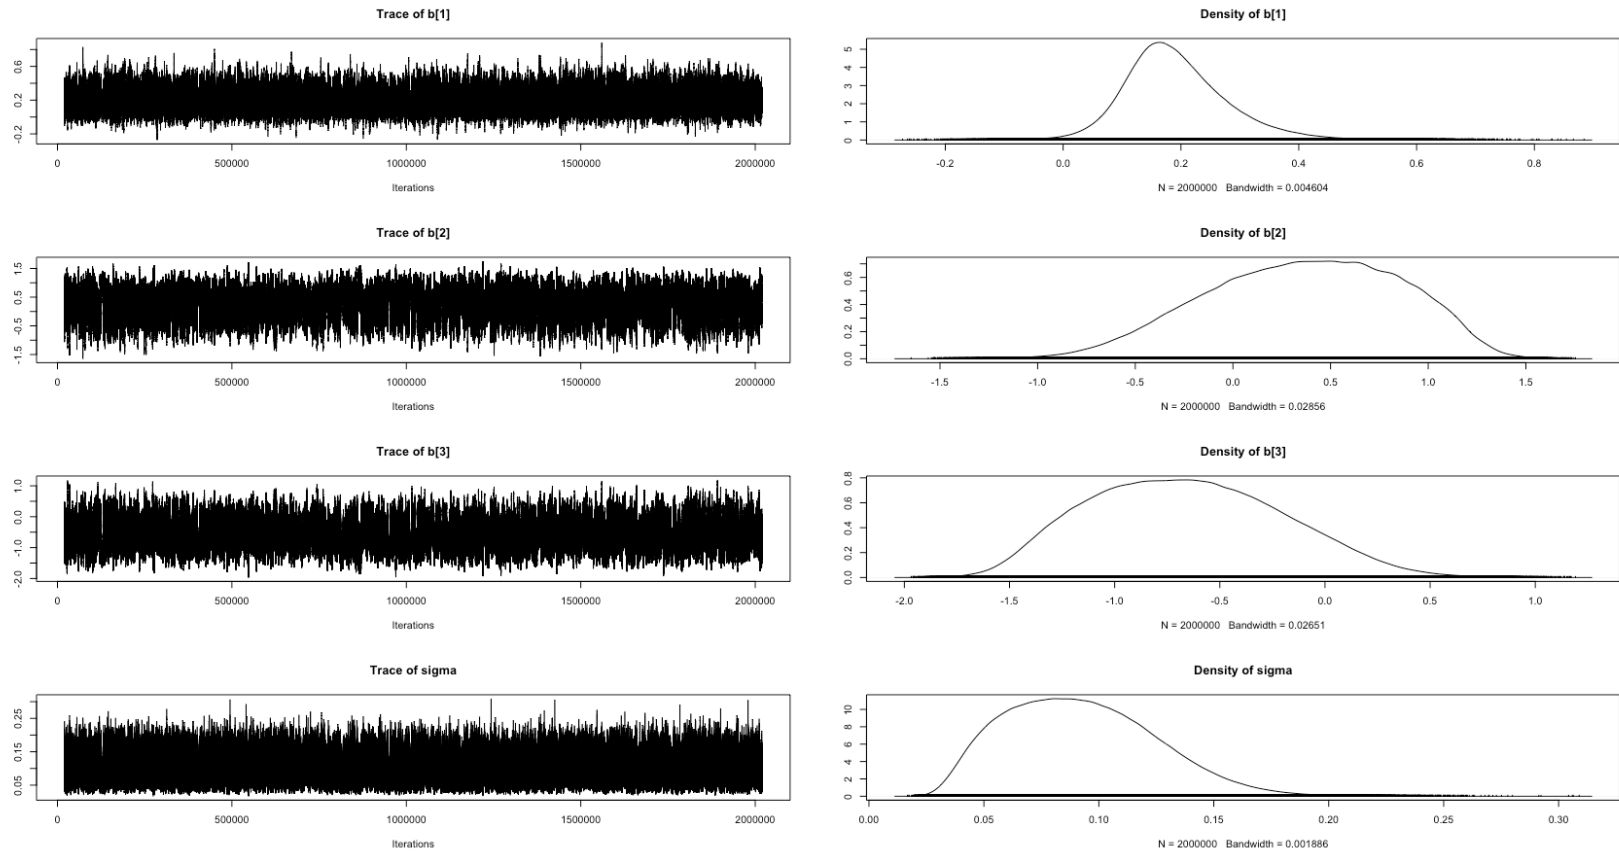 Trace of b[1]
0.6
0.2
-0.2
0 500000 1000000 1500000 2000000
Iterations
Density of b[1]
5
4
3
2
1
0
-0.2 0.0 0.2 0.4 0.6 0.8
N = 2000000 Bandwidth = 0.004604
Trace of b[2]
1.5
0.5
-0.5
-1.5
0 500000 1000000 1500000 2000000
Iterations
Density of b[2]
0.6
0.4
0.2
0.0
-1.5 -1.0 -0.5 0.0 0.5 1.0 1.5
N = 2000000 Bandwidth = 0.02856
Trace of b[3]
1.0
0.0
-1.0
-2.0
0 500000 1000000 1500000 2000000
Iterations
Density of b[3]
0.8
0.6
0.4
0.2
0.0
-2.0 -1.5 -1.0 -0.5 0.0 0.5 1.0
N = 2000000 Bandwidth = 0.02651
Trace of sigma
0.25
0.15
0.05
0 500000 1000000 1500000 2000000
Iterations
Density of sigma
10
8
6
4
2
0
0.00 0.05 0.10 0.15 0.20 0.25 0.30
N = 2000000 Bandwidth = 0.001886